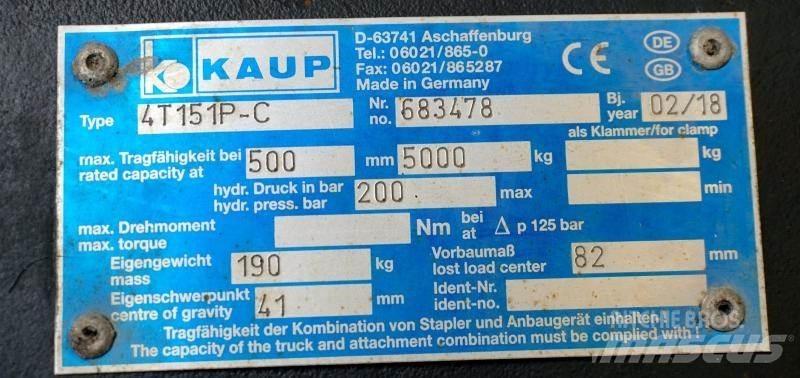 KAUP
D-63741 Aschaffenburg
Tel.: 06021/865-0
Fax: 06021/865287
Made in Germany
CE
DE
GB
Type 4T151P-C Nr. no. 683478 Bj. year 02/18
als Klammer/for clamp
max. Tragfähigkeit bei
rated capacity at 500 mm 5000 kg kg
hydr. Druck in bar
hydr. press. bar 200 max min
max. Drehmoment
max. torque Nm bei at Δ p 125 bar
Eigengewicht
mass 190 kg Vorbaumaß
lost load center 82 mm
Eigenschwerpunkt
centre of gravity 41 mm Ident-Nr.
ident-no.
Tragfähigkeit der Kombination von Stapler und Anbaugerät einhalten
The capacity of the truck and attachment combination must be complied with !
MASCUS